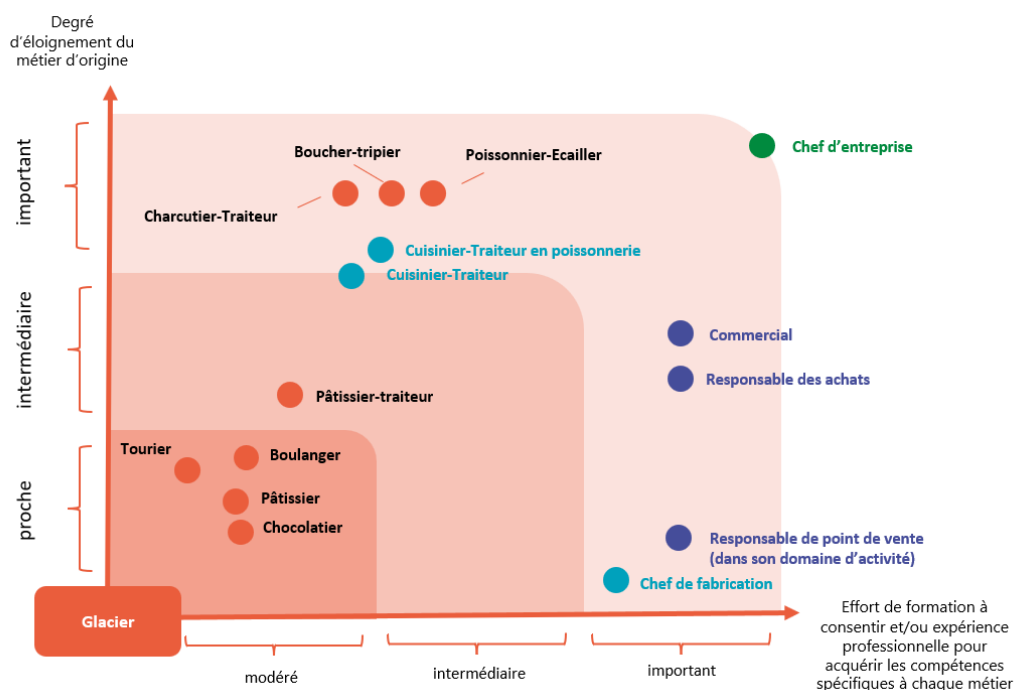 Degré
d'éloignement du
métier d'origine
important
Boucher-tripier
Poissonnier-Ecailler
Chef d'entreprise
Charcutier-Traiteur
Cuisinier-Traiteur en poissonnerie
Cuisinier-Traiteur
intermédiaire
Commercial
Responsable des achats
Pâtissier-traiteur
proche
Tourier
Boulanger
Pâtissier
Chocolatier
Responsable de point de vente
(dans son domaine d'activité)
Chef de fabrication
Glacier
modéré
intermédiaire
important
Effort de formation à
consentir et/ou expérience
professionnelle pour
acquérir les compétences
spécifiques à chaque métier